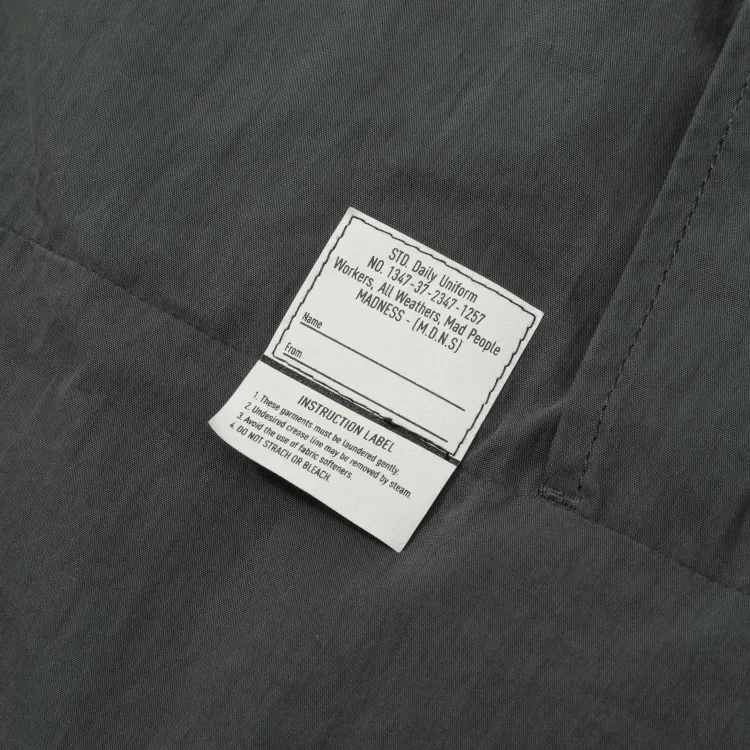 STD. Daily Uniform
NO. 1347-37-2347-1257
Workers, All Weathers, Mad People
MADNESS - [M.D.N.S]
Name
From
INSTRUCTION LABEL
1. These garments must be laundered gently.
2. Undesired crease line may be removed by steam.
3. Avoid the use of fabric softeners.
4. DO NOT STRACH OR BLEACH.